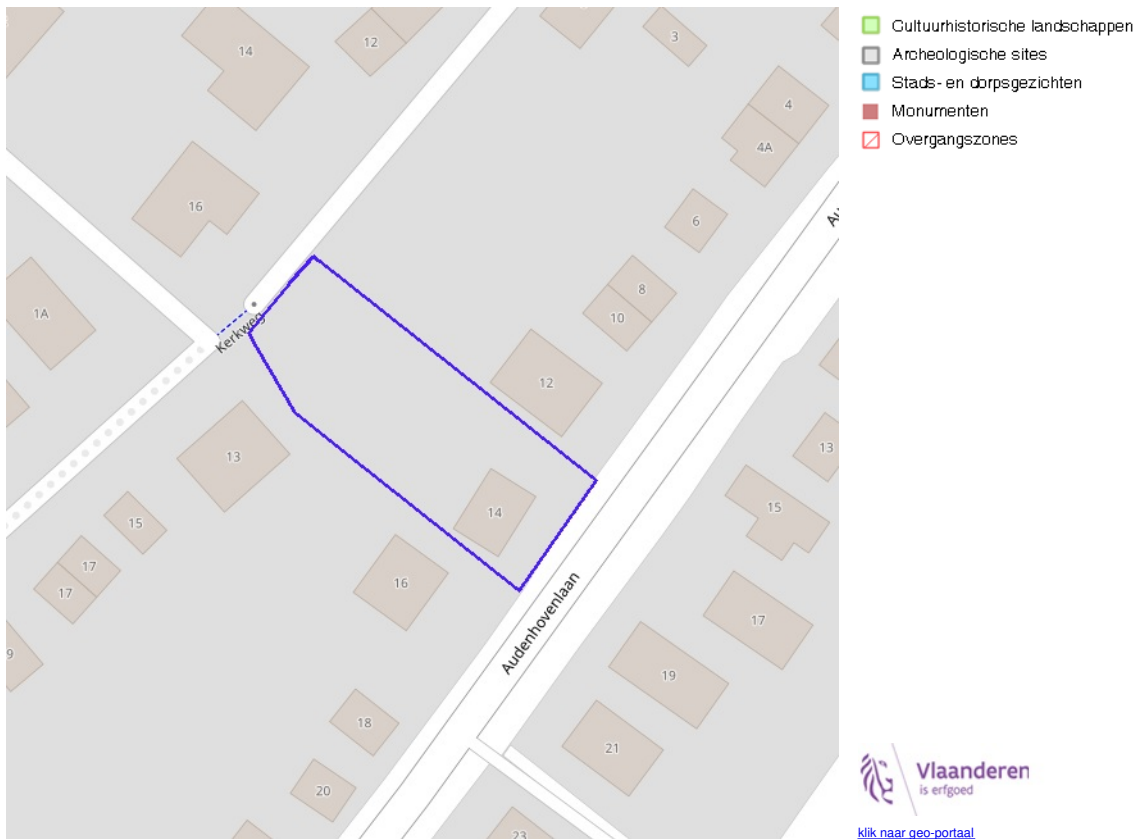 Cultuurhistorische landschappen
Archeologische sites
Stads- en dorpsgezichten
Monumenten
Overgangszones
12
14
3
4
4A
16
6
8
10
1A
Kerkweg
12
13
13
14
15
15
16
17
17
17
Audenhovenlaan
Au
9
19
18
21
20
23
Vlaanderen
is erfgoed
klik naar geo-portaal